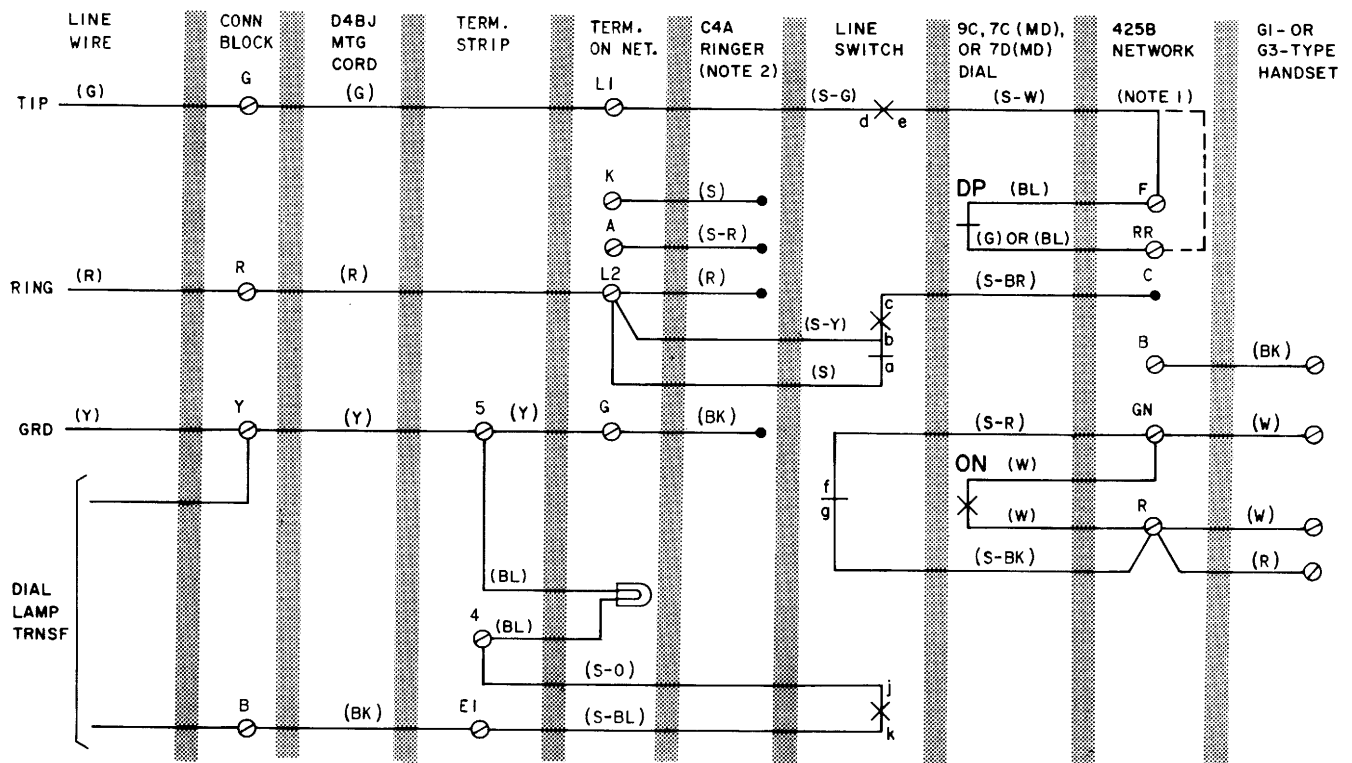 LINE
WIRE
CONN
BLOCK
D4BJ
MTG
CORD
TERM.
STRIP
TERM.
ON NET.
C4A
RINGER
(NOTE 2)
LINE
SWITCH
9C, 7C (MD),
OR 7D(MD)
DIAL
425B
NETWORK
G1- OR
G3-TYPE
HANDSET
TIP
(G)
G
(G)
L1
(S-G)
d
e
(S-W)
(NOTE 1)
K
(S)
DP
(BL)
F
A
(S-R)
(G) OR (BL)
RR
RING
(R)
R
(R)
L2
(R)
c
(S-BR)
C
(S-Y)
b
a
(S)
B
(BK)
GRD
(Y)
Y
(Y)
5
(Y)
G
(BK)
(S-R)
GN
(W)
ON
(W)
f
g
(W)
R
(W)
(S-BK)
(R)
DIAL
LAMP
TRNSF
(BL)
4
(BL)
(S-O)
j
B
(BK)
E1
(S-BL)
k